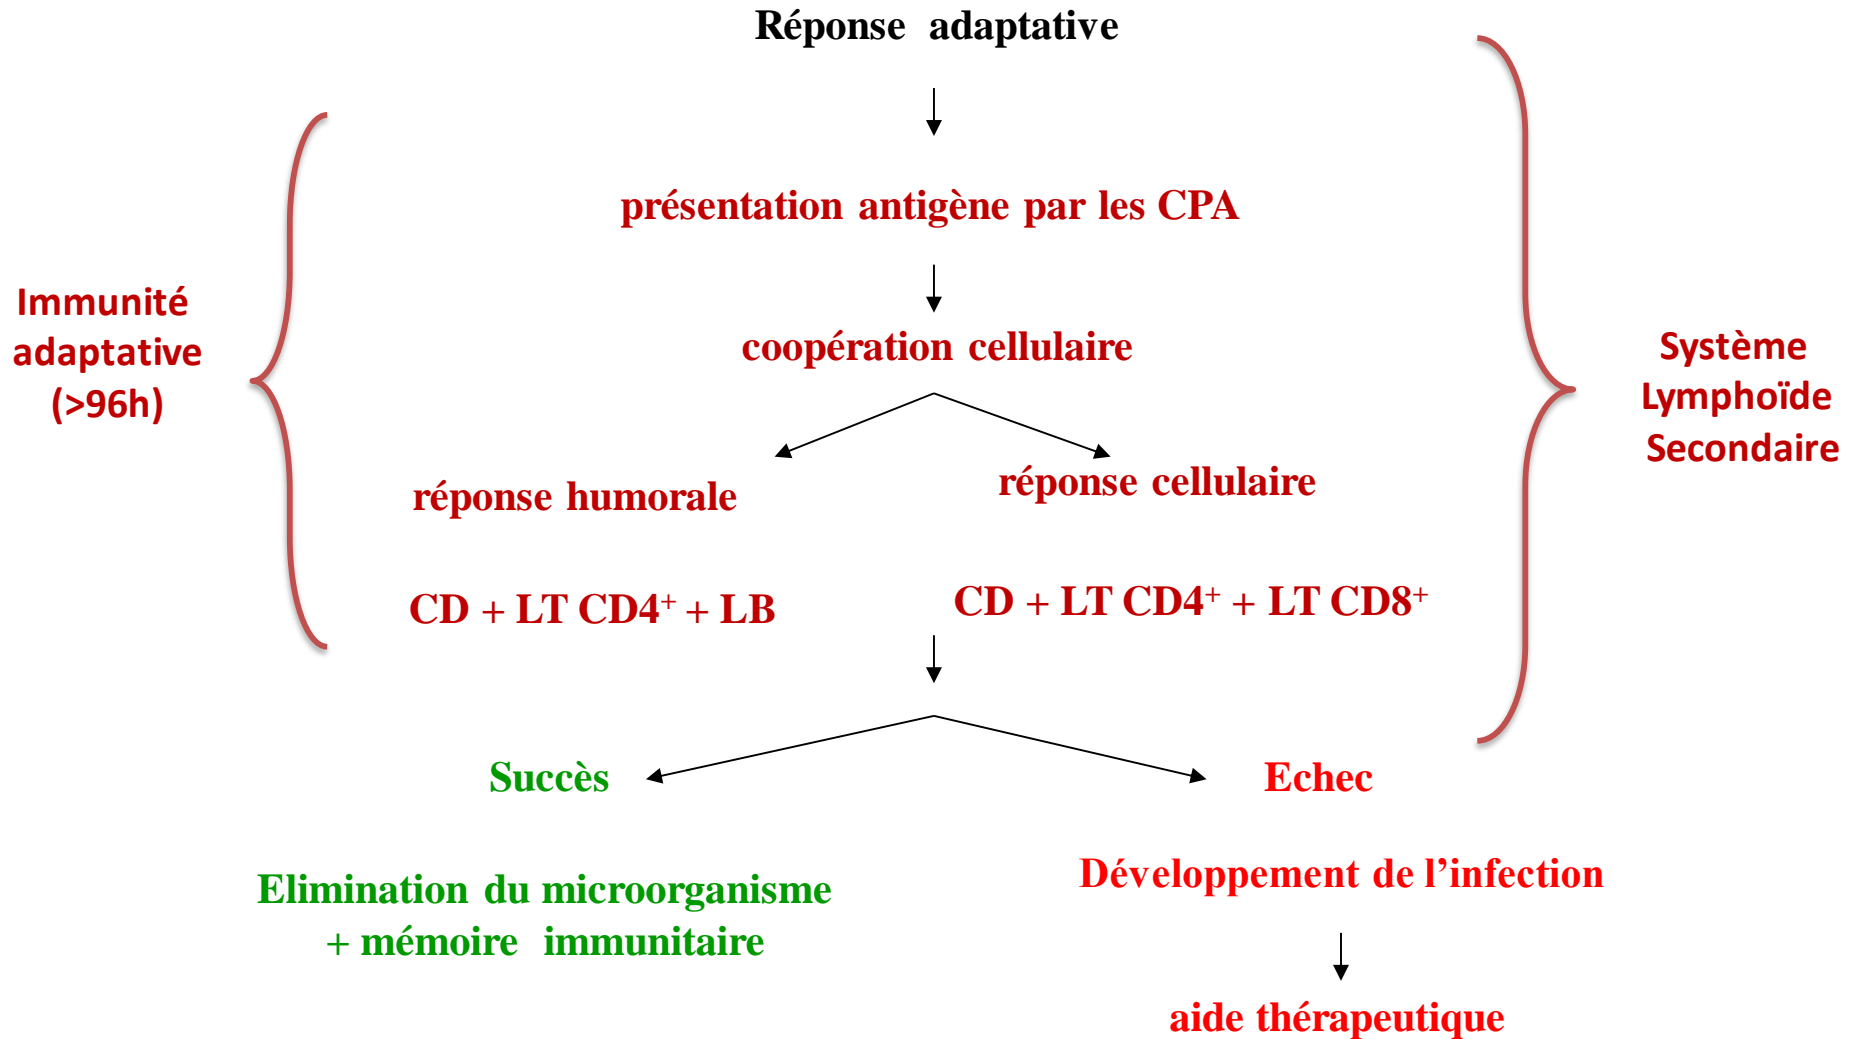 Réponse adaptative
présentation antigène par les CPA
Immunité
adaptative
(>96h)
coopération cellulaire
Système
Lymphoïde
Secondaire
réponse humorale
réponse cellulaire
CD + LT CD4⁺ + LB
CD + LT CD4⁺ + LT CD8⁺
Succès
Echec
Elimination du microorganisme
+ mémoire immunitaire
Développement de l’infection
aide thérapeutique